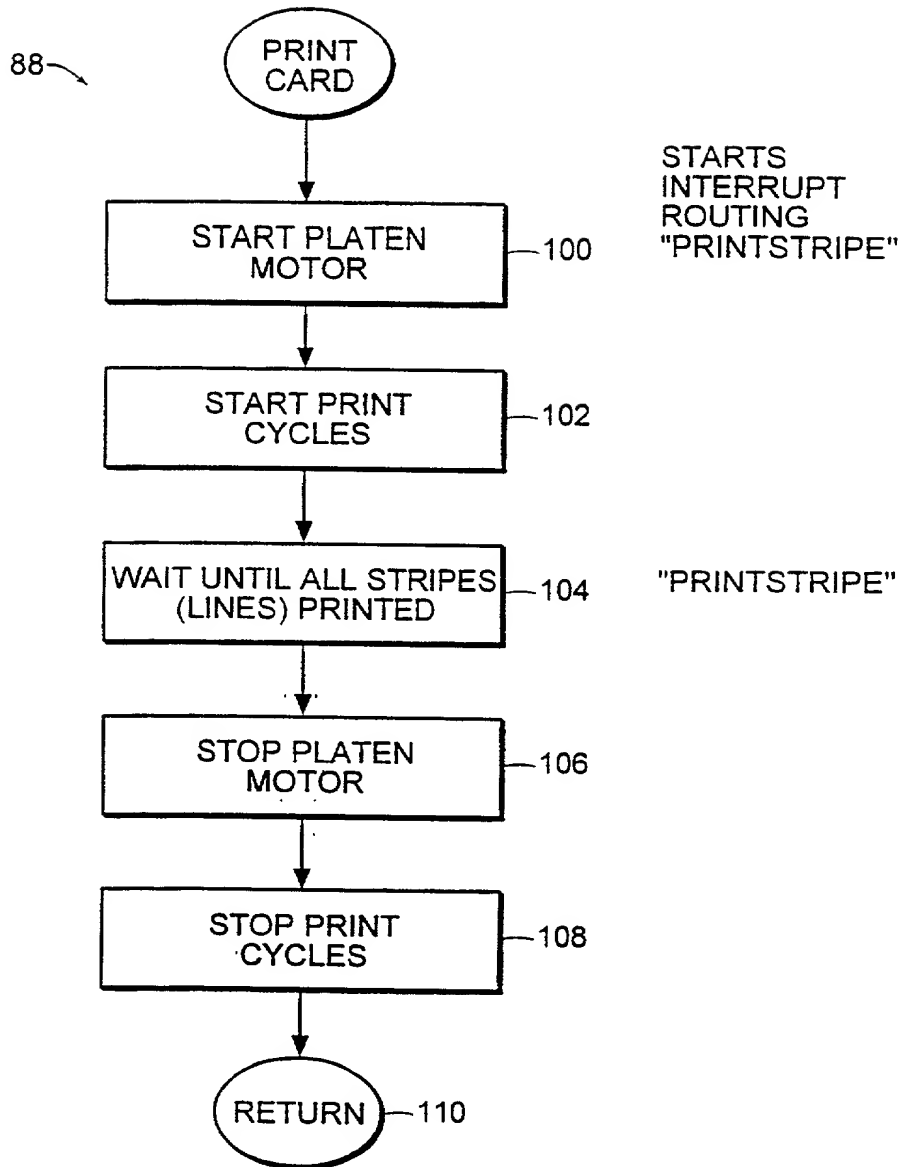 88
PRINT
CARD
STARTS
INTERRUPT
ROUTING
"PRINTSTRIPE"
START PLATEN
MOTOR
100
START PRINT
CYCLES
102
WAIT UNTIL ALL STRIPES
(LINES) PRINTED
104
"PRINTSTRIPE"
STOP PLATEN
MOTOR
106
STOP PRINT
CYCLES
108
RETURN
110